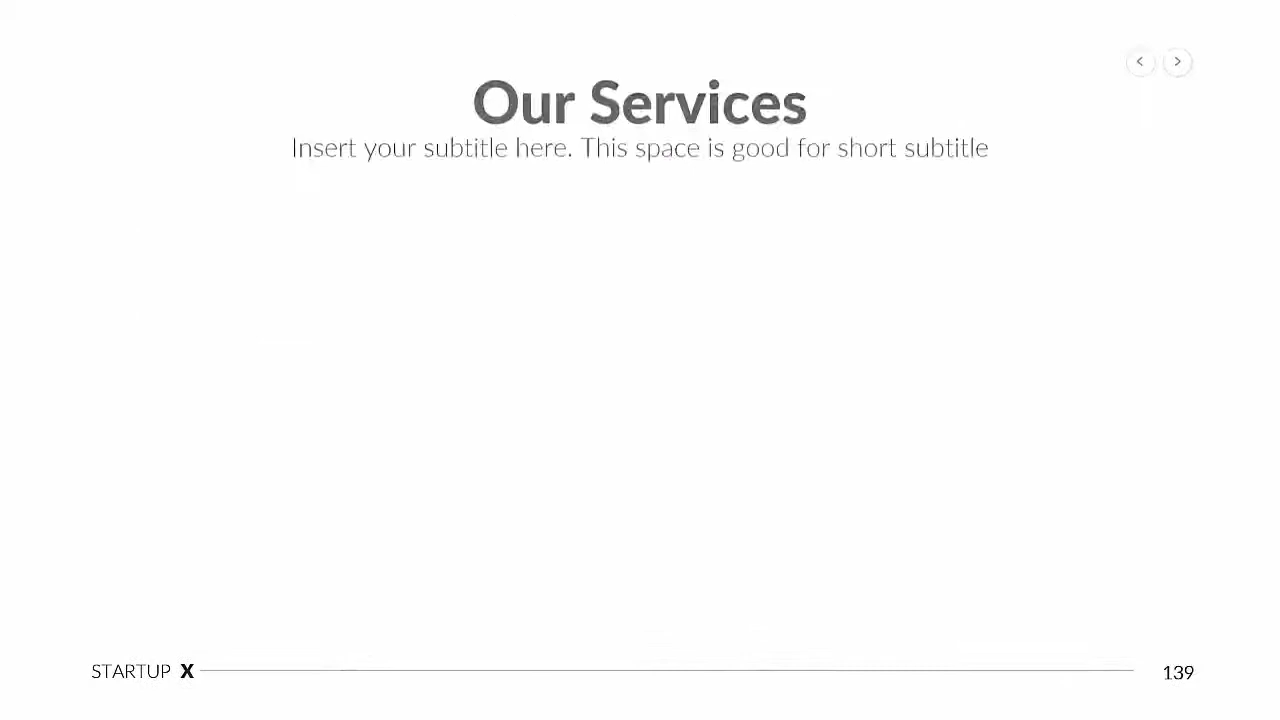 Our Services
Insert your subtitle here. This space is good for short subtitle
STARTUP X
139